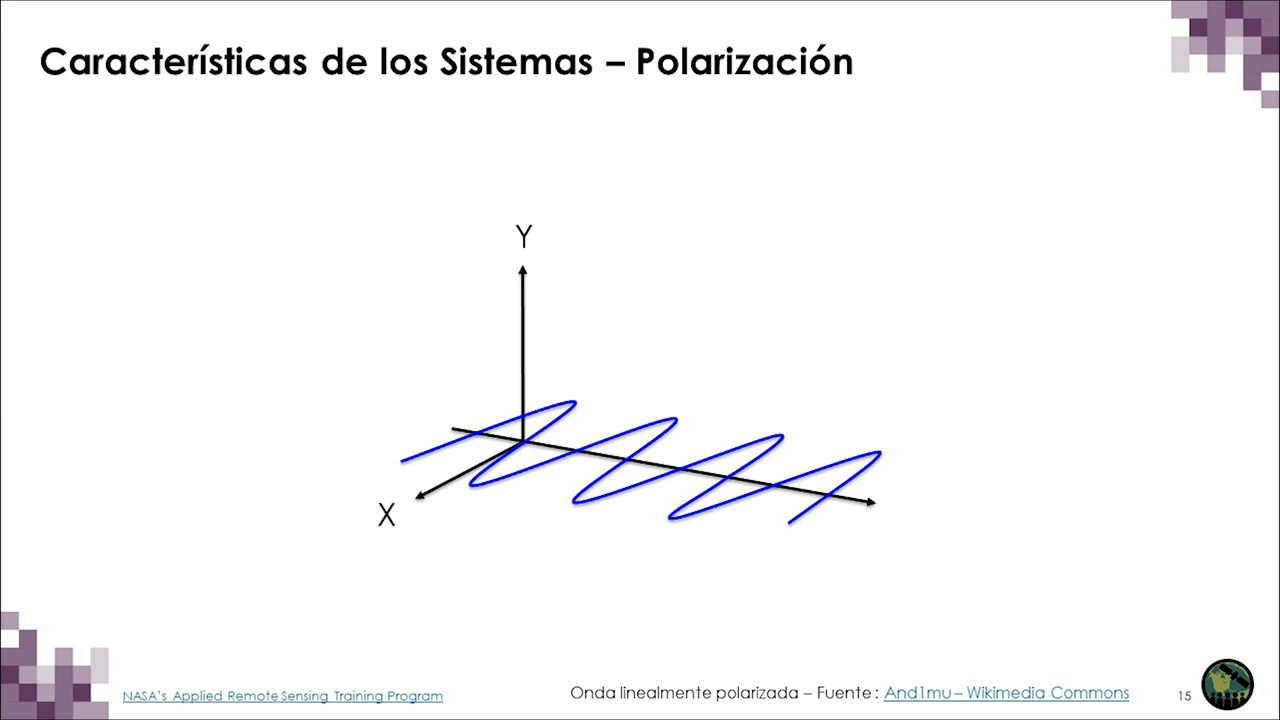 Características de los Sistemas – Polarización
Y
X
NASA's Applied Remote Sensing Training Program
Onda linealmente polarizada – Fuente : And1mu – Wikimedia Commons
15